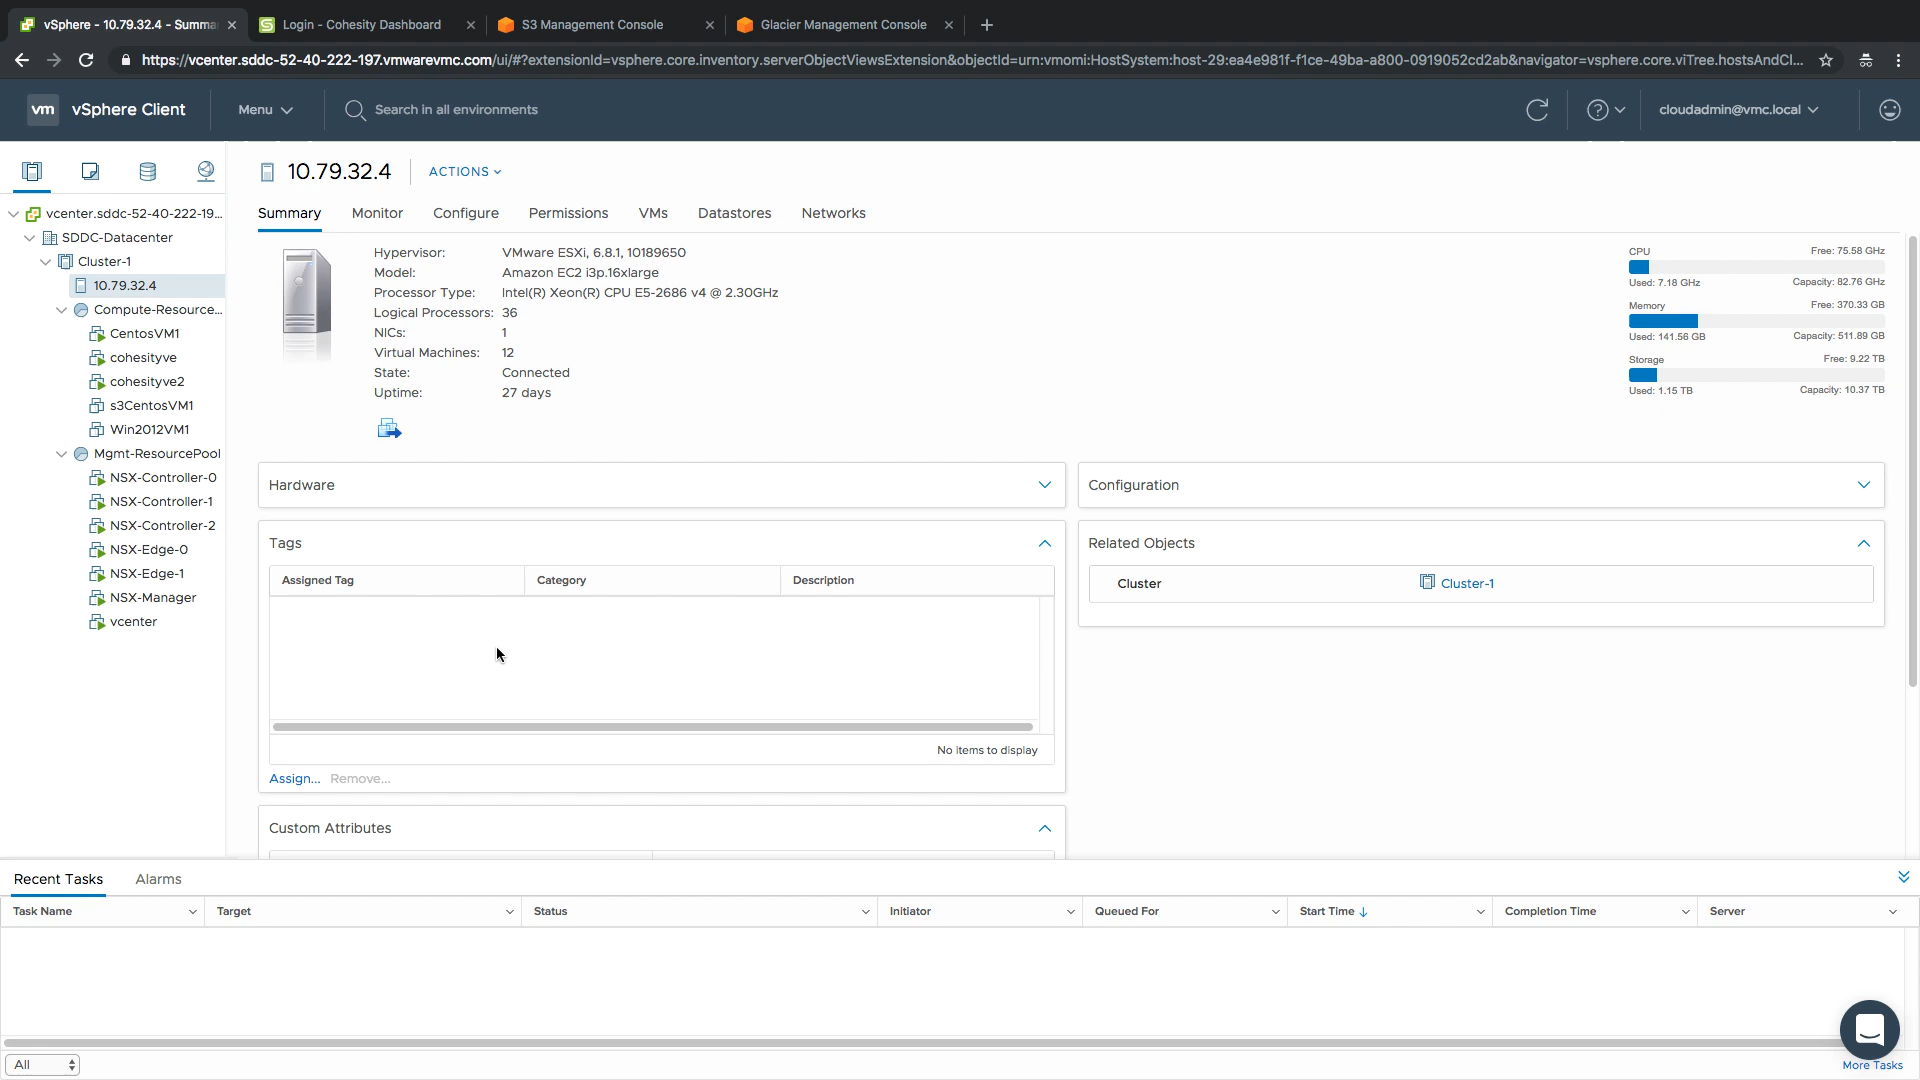 vSphere - 10.79.32.4 - Summa
Login - Cohesity Dashboard
S3 Management Console
Glacier Management Console
https://vcenter.sddc-52-40-222-197.vmwarevmc.com/ui/#?extensionId=vsphere.core.inventory.serverObjectViewsExtension&objectId=urn:vmomi:HostSystem:host-29:ea4e981f-f1ce-49ba-a800-0919052cd2ab&navigator=vsphere.core.viTree.hostsAndCl...
vm vSphere Client
Menu
Search in all environments
cloudadmin@vmc.local
vcenter.sddc-52-40-222-19...
SDDC-Datacenter
Cluster-1
10.79.32.4
Compute-Resource...
CentosVM1
cohesityve
cohesityve2
s3CentosVM1
Win2012VM1
Mgmt-ResourcePool
NSX-Controller-0
NSX-Controller-1
NSX-Controller-2
NSX-Edge-0
NSX-Edge-1
NSX-Manager
vcenter
10.79.32.4
ACTIONS
Summary Monitor Configure Permissions VMs Datastores Networks
Hypervisor: VMware ESXi, 6.8.1, 10189650
Model: Amazon EC2 i3p.16xlarge
Processor Type: Intel(R) Xeon(R) CPU E5-2686 v4 @ 2.30GHz
Logical Processors: 36
NICs: 1
Virtual Machines: 12
State: Connected
Uptime: 27 days
CPU Free: 75.58 GHz
Used: 7.18 GHz Capacity: 82.76 GHz
Memory Free: 370.33 GB
Used: 141.56 GB Capacity: 511.89 GB
Storage Free: 9.22 TB
Used: 1.15 TB Capacity: 10.37 TB
Hardware
Configuration
Tags
Assigned Tag Category Description
No items to display
Assign... Remove...
Related Objects
Cluster Cluster-1
Custom Attributes
Recent Tasks Alarms
Task Name Target Status Initiator Queued For Start Time Completion Time Server
All
More Tasks